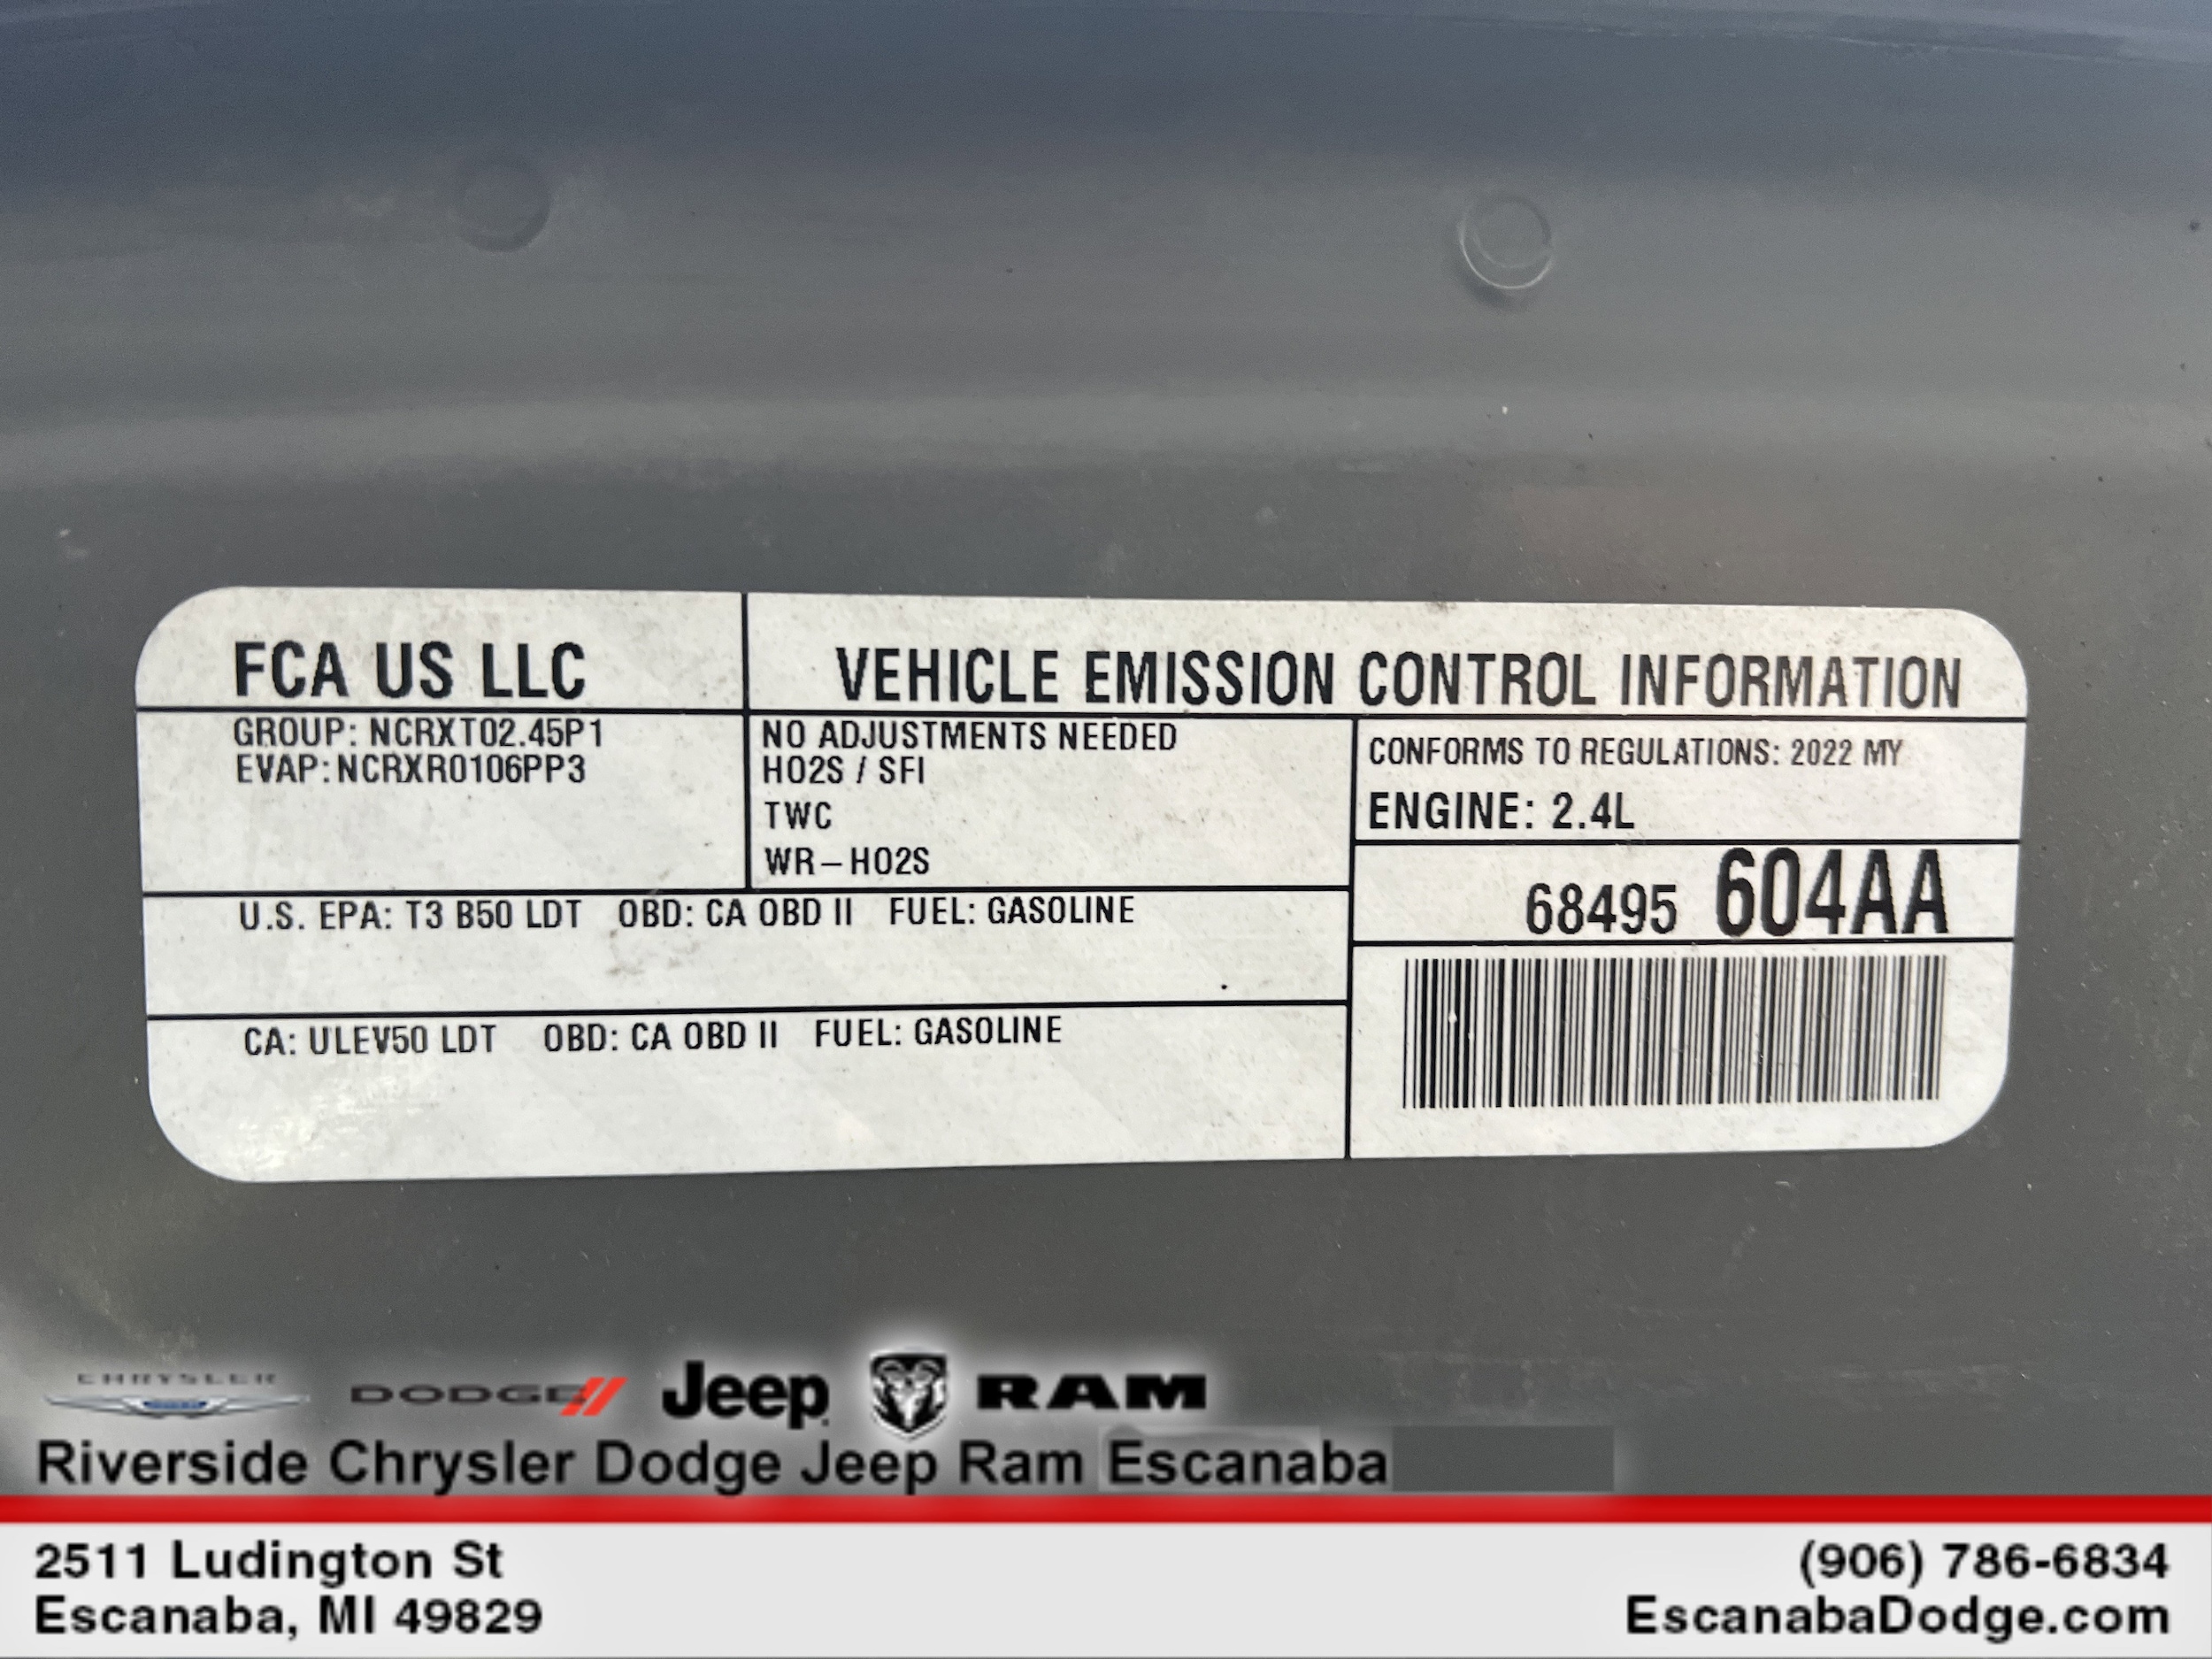 FCA US LLC
VEHICLE EMISSION CONTROL INFORMATION
GROUP: NCRXT02.45P1
EVAP: NCRXR0106PP3
NO ADJUSTMENTS NEEDED
HO2S / SFI
TWC
WR-HO2S
CONFORMS TO REGULATIONS: 2022 MY
ENGINE: 2.4L
68495 604AA
U.S. EPA: T3 B50 LDT OBD: CA OBD II FUEL: GASOLINE
CA: ULEV50 LDT OBD: CA OBD II FUEL: GASOLINE
CHRYSLER DODGE Jeep RAM
Riverside Chrysler Dodge Jeep Ram Escanaba
2511 Ludington St
Escanaba, MI 49829
(906) 786-6834
EscanabaDodge.com